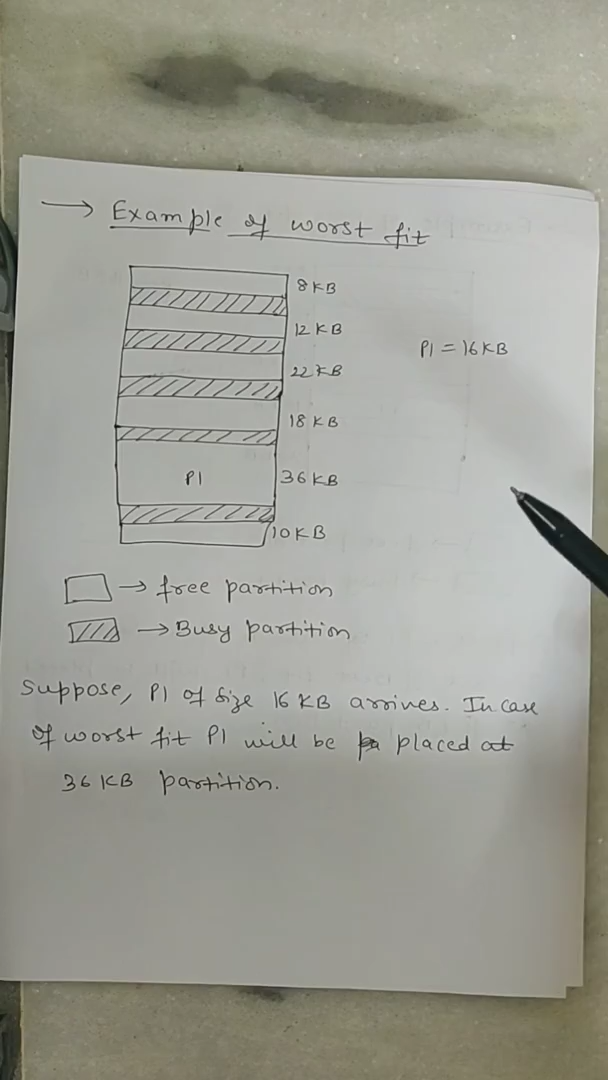 → Example of worst fit
8 KB
12 KB
P1 = 16 KB
22 KB
18 KB
P1 36 KB
10 KB
→ free partition
→ Busy partition
Suppose, P1 of size 16 KB arrives. In case
of worst fit P1 will be placed at
36 KB partition.